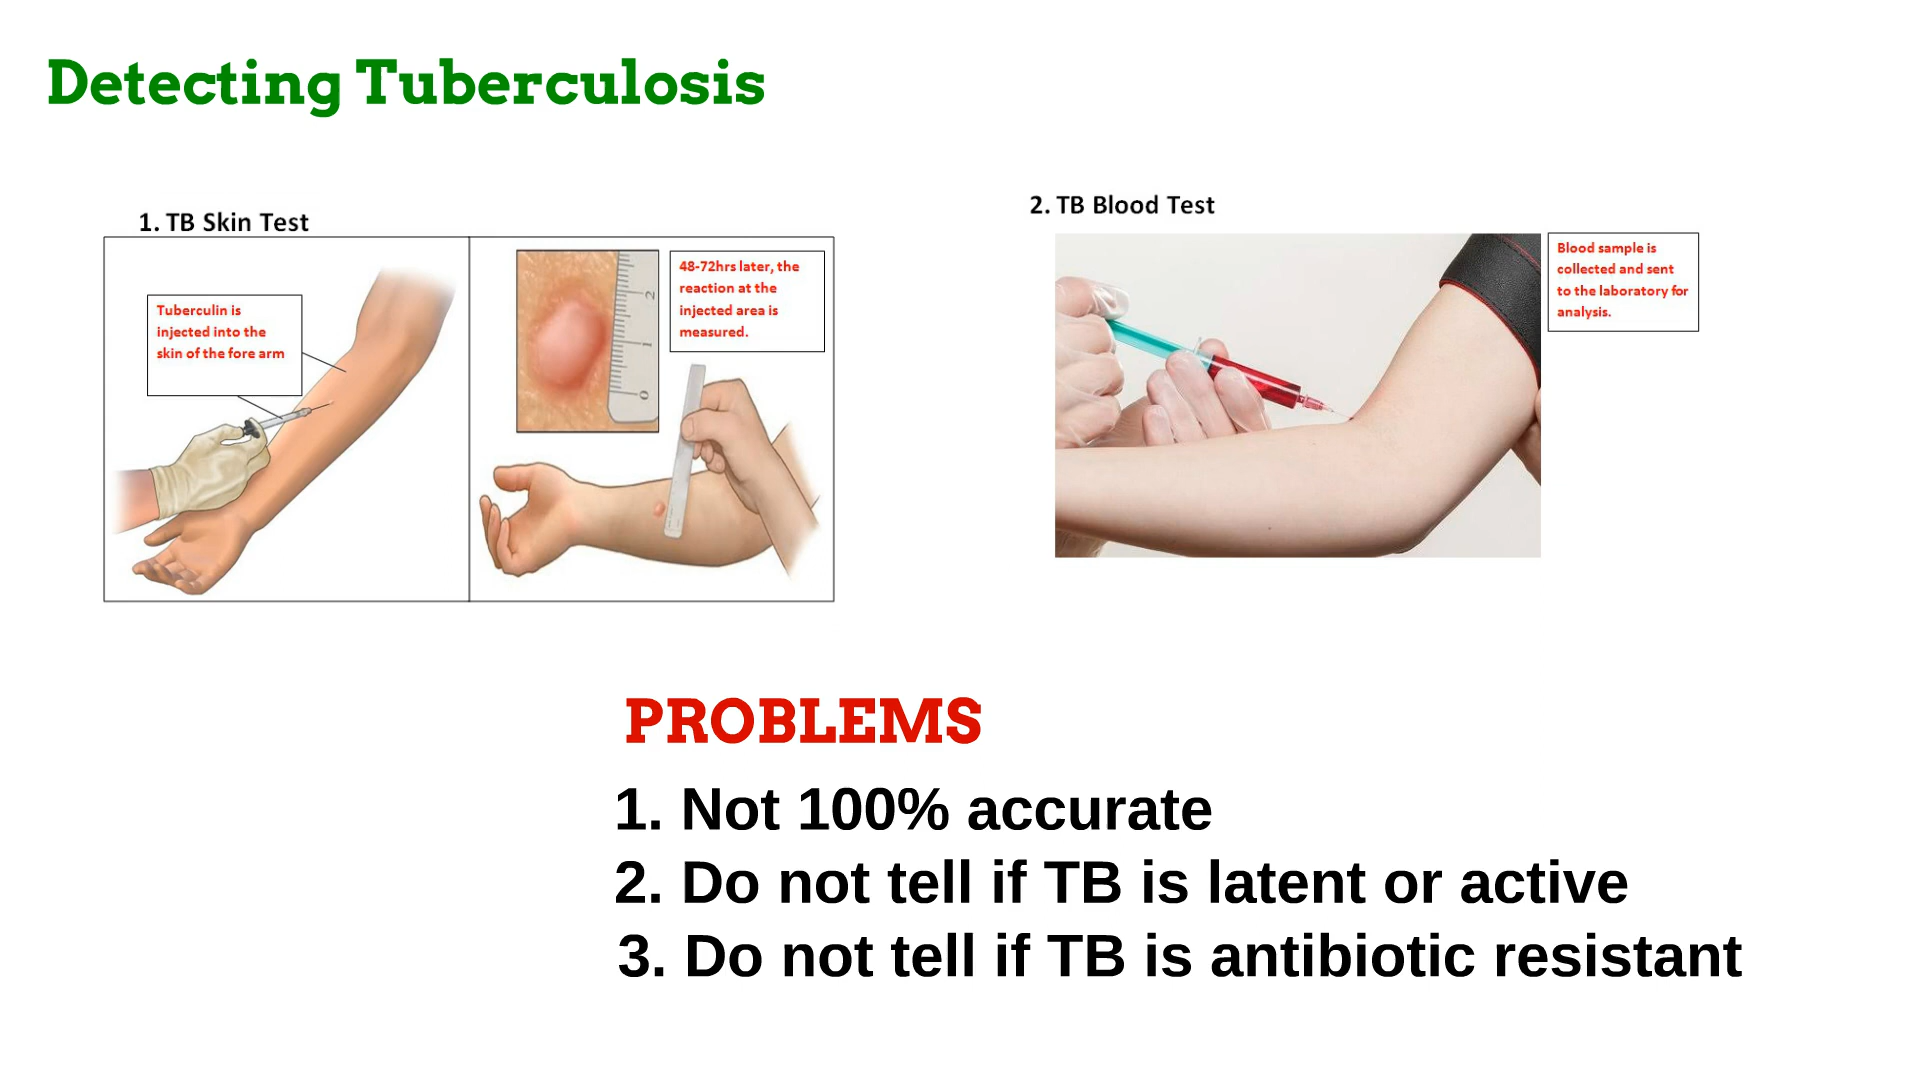 Detecting Tuberculosis
1. TB Skin Test
Tuberculin is
injected into the
skin of the fore arm
48-72hrs later, the
reaction at the
injected area is
measured.
2
1
0
2. TB Blood Test
Blood sample is
collected and sent
to the laboratory for
analysis.
PROBLEMS
1. Not 100% accurate
2. Do not tell if TB is latent or active
3. Do not tell if TB is antibiotic resistant